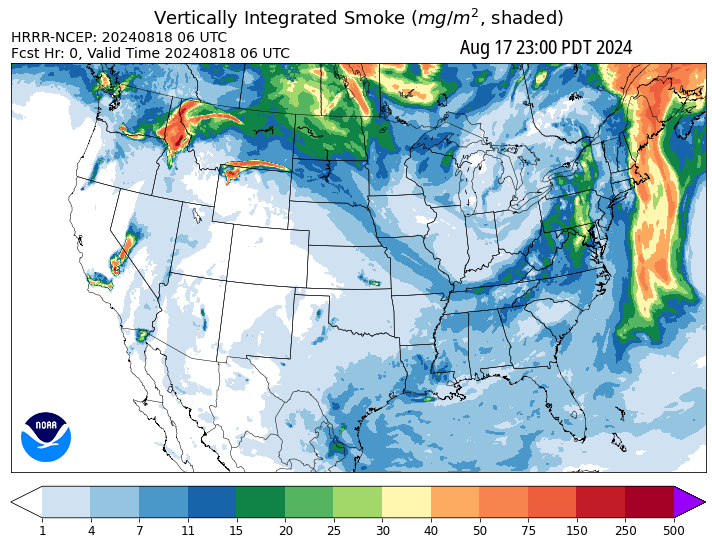 Vertically Integrated Smoke (mg/m², shaded)
HRRR-NCEP: 20240818 06 UTC
Fcst Hr: 0, Valid Time 20240818 06 UTC
Aug 17 23:00 PDT 2024
NOAA
1 4 7 11 15 20 25 30 40 50 75 150 250 500